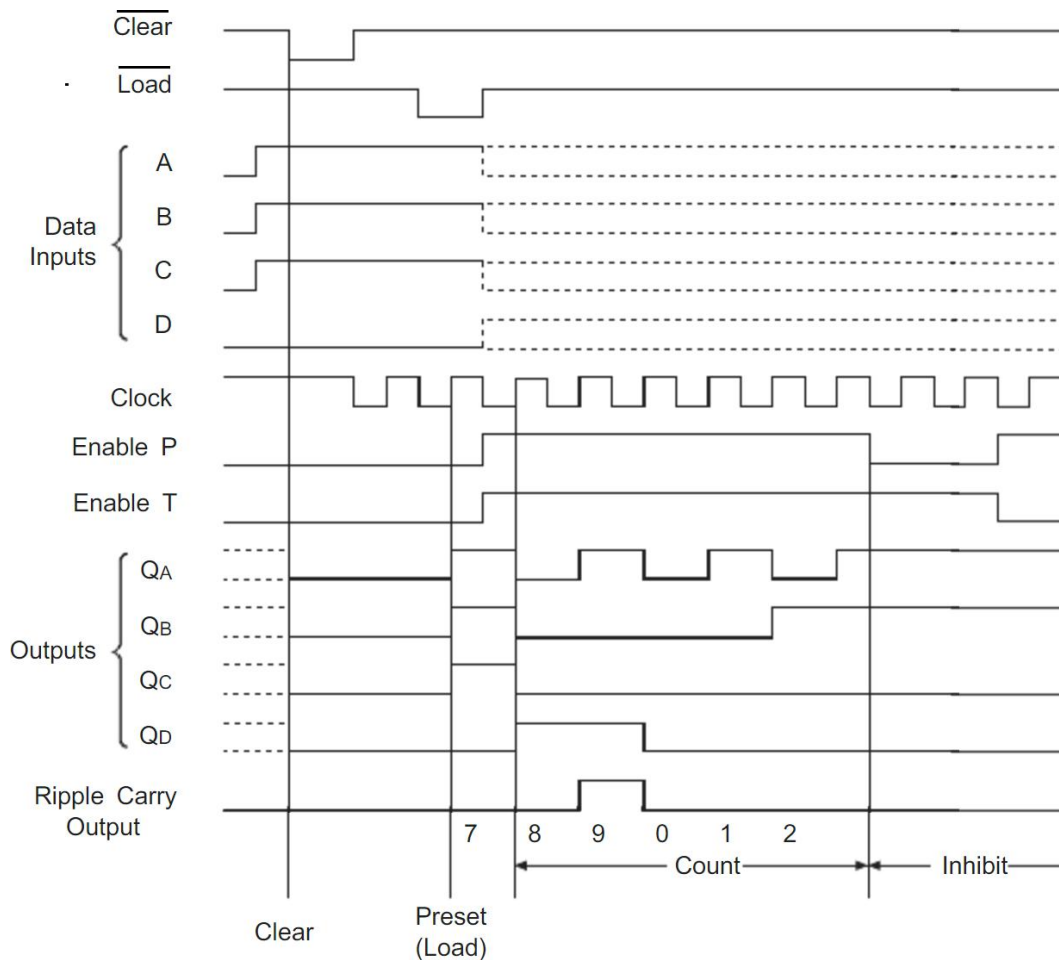 Clear
Load
A
B
Data
Inputs
C
D
Clock
Enable P
Enable T
QA
QB
Outputs
QC
QD
Ripple Carry
Output
7 8 9 0 1 2
Count
Inhibit
Clear
Preset
(Load)